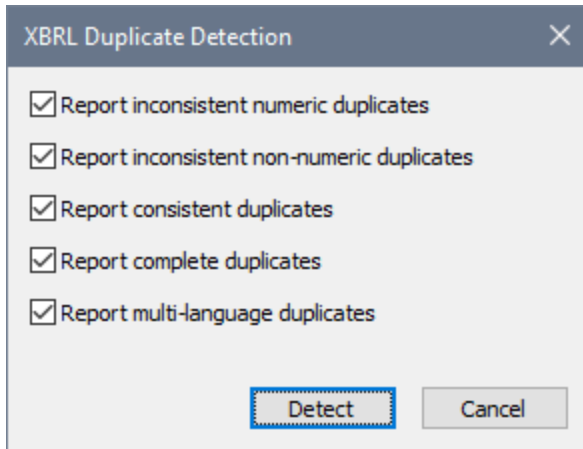 XBRL Duplicate Detection
Report inconsistent numeric duplicates
Report inconsistent non-numeric duplicates
Report consistent duplicates
Report complete duplicates
Report multi-language duplicates
Detect Cancel